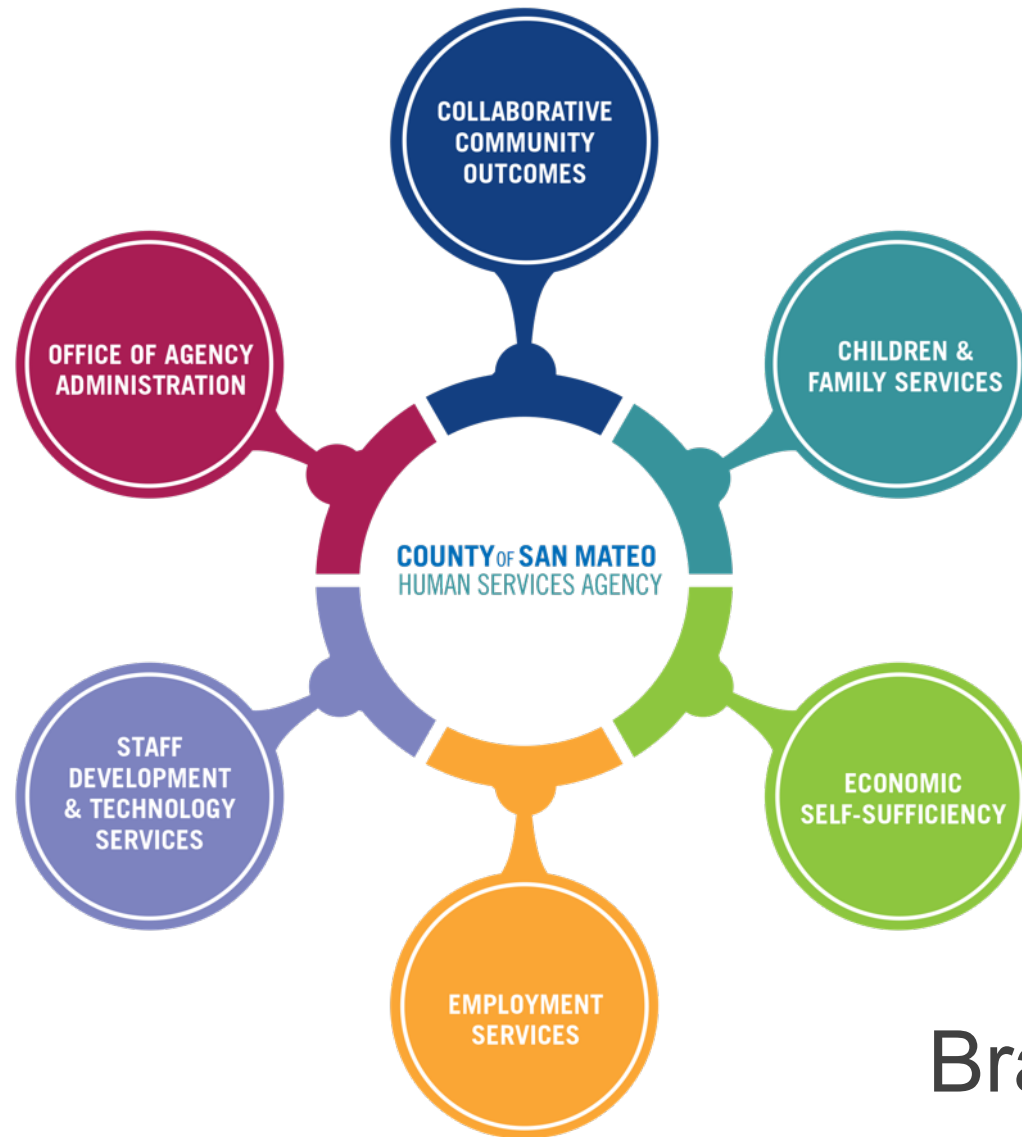 COLLABORATIVE
COMMUNITY
OUTCOMES
OFFICE OF AGENCY
ADMINISTRATION
CHILDREN &
FAMILY SERVICES
COUNTY OF SAN MATEO
HUMAN SERVICES AGENCY
STAFF
DEVELOPMENT
& TECHNOLOGY
SERVICES
ECONOMIC
SELF-SUFFICIENCY
EMPLOYMENT
SERVICES
Bra